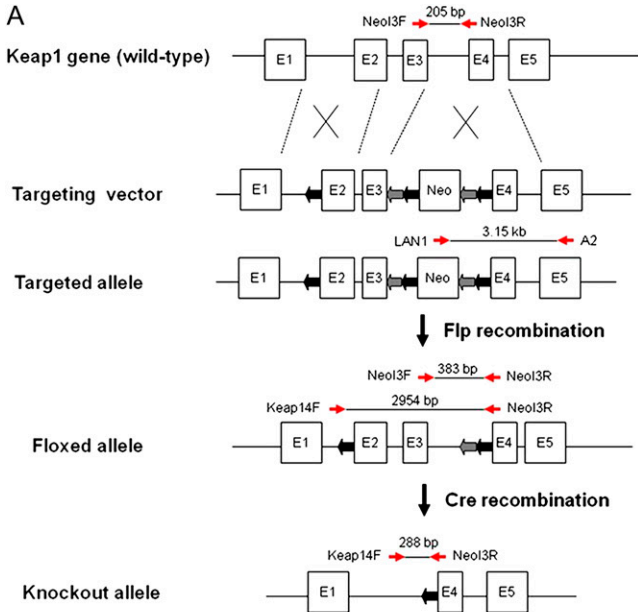 A
205 bp
NeoI3F NeoI3R
Keap1 gene (wild-type) E1 E2 E3 E4 E5
Targeting vector E1 E2 E3 Neo E4 E5
LAN1 3.15 kb A2
Targeted allele E1 E2 E3 Neo E4 E5
Flp recombination
NeoI3F 383 bp NeoI3R
Keap14F 2954 bp NeoI3R
Floxed allele E1 E2 E3 E4 E5
Cre recombination
Keap14F 288 bp NeoI3R
Knockout allele E1 E4 E5